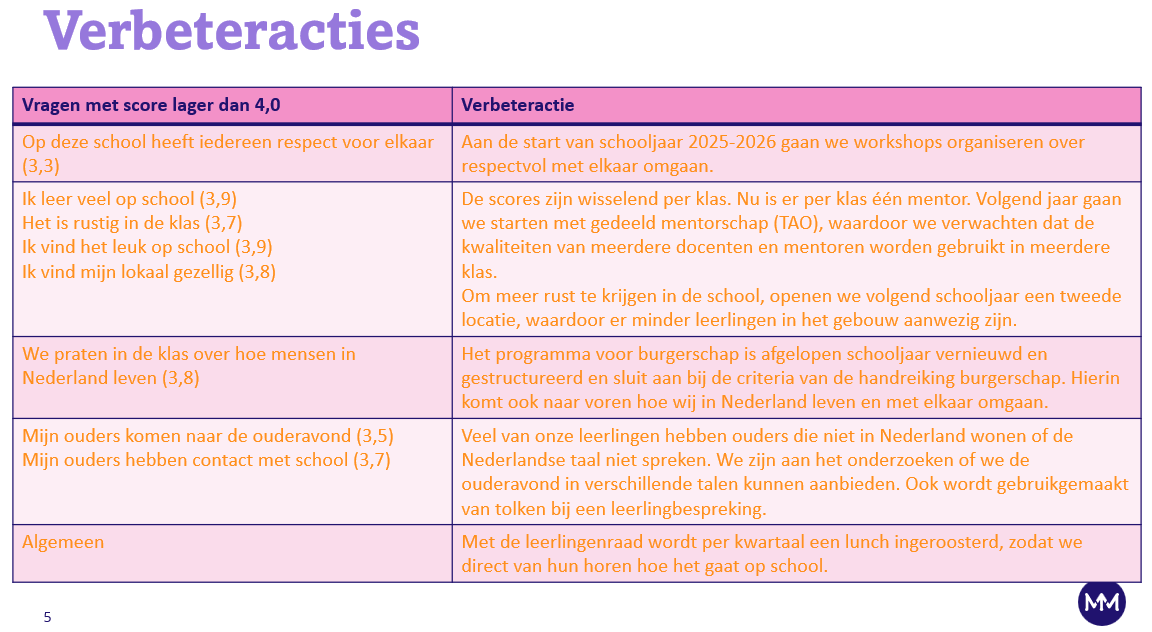 Verbeteracties
Vragen met score lager dan 4,0
Verbeteractie
Op deze school heeft iedereen respect voor elkaar
(3,3)
Aan de start van schooljaar 2025-2026 gaan we workshops organiseren over
respectvol met elkaar omgaan.
Ik leer veel op school (3,9)
Het is rustig in de klas (3,7)
Ik vind het leuk op school (3,9)
Ik vind mijn lokaal gezellig (3,8)
De scores zijn wisselend per klas. Nu is er per klas één mentor. Volgend jaar gaan
we starten met gedeeld mentorschap (TAO), waardoor we verwachten dat de
kwaliteiten van meerdere docenten en mentoren worden gebruikt in meerdere
klas.
Om meer rust te krijgen in de school, openen we volgend schooljaar een tweede
locatie, waardoor er minder leerlingen in het gebouw aanwezig zijn.
We praten in de klas over hoe mensen in
Nederland leven (3,8)
Het programma voor burgerschap is afgelopen schooljaar vernieuwd en
gestructureerd en sluit aan bij de criteria van de handreiking burgerschap. Hierin
komt ook naar voren hoe wij in Nederland leven en met elkaar omgaan.
Mijn ouders komen naar de ouderavond (3,5)
Mijn ouders hebben contact met school (3,7)
Veel van onze leerlingen hebben ouders die niet in Nederland wonen of de
Nederlandse taal niet spreken. We zijn aan het onderzoeken of we de
ouderavond in verschillende talen kunnen aanbieden. Ook wordt gebruikgemaakt
van tolken bij een leerlingbespreking.
Algemeen
Met de leerlingenraad wordt per kwartaal een lunch ingeroosterd, zodat we
direct van hun horen hoe het gaat op school.
5
MM